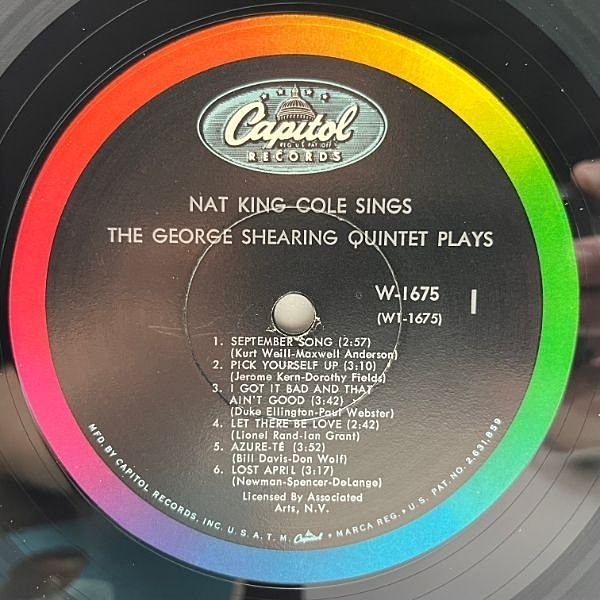 Capitol
REG. U.S. PAT. OFF.
RECORDS
NAT KING COLE SINGS
THE GEORGE SHEARING QUINTET PLAYS
W-1675 1
(W1-1675)
1. SEPTEMBER SONG (2:57)
(Kurt Weill-Maxwell Anderson)
2. PICK YOURSELF UP (3:10)
(Jerome Kern-Dorothy Fields)
3. I GOT IT BAD AND THAT
AIN'T GOOD (3:42)
(Duke Ellington-Paul Webster)
4. LET THERE BE LOVE (2:42)
(Lionel Rand-Ian Grant)
5. AZURE-TÉ (3:52)
(Bill Davis-Don Wolf)
6. LOST APRIL (3:17)
(Newman-Spencer-DeLange)
Licensed By Associated
Arts, N.V.
MFD. BY CAPITOL RECORDS, INC. U.S.A. T.M. Capitol • MARCA REG. • U.S. PAT. NO. 2,631,859